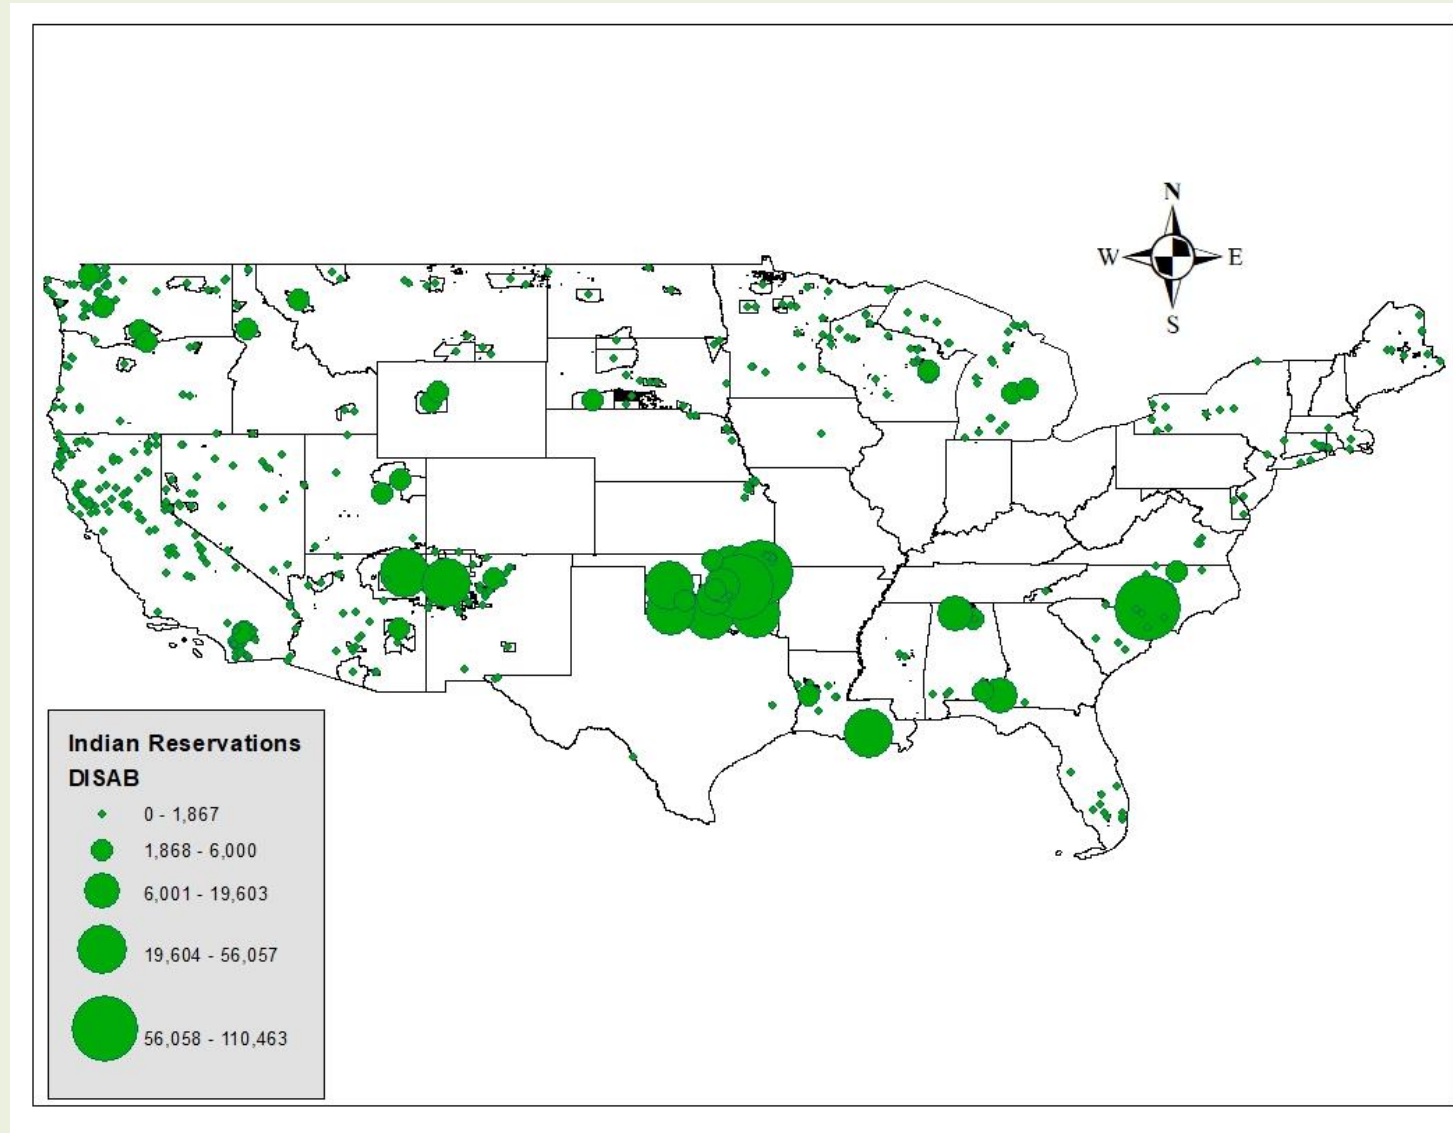 N
W E
S
Indian Reservations
DISAB
0 - 1,867
1,868 - 6,000
6,001 - 19,603
19,604 - 56,057
56,058 - 110,463